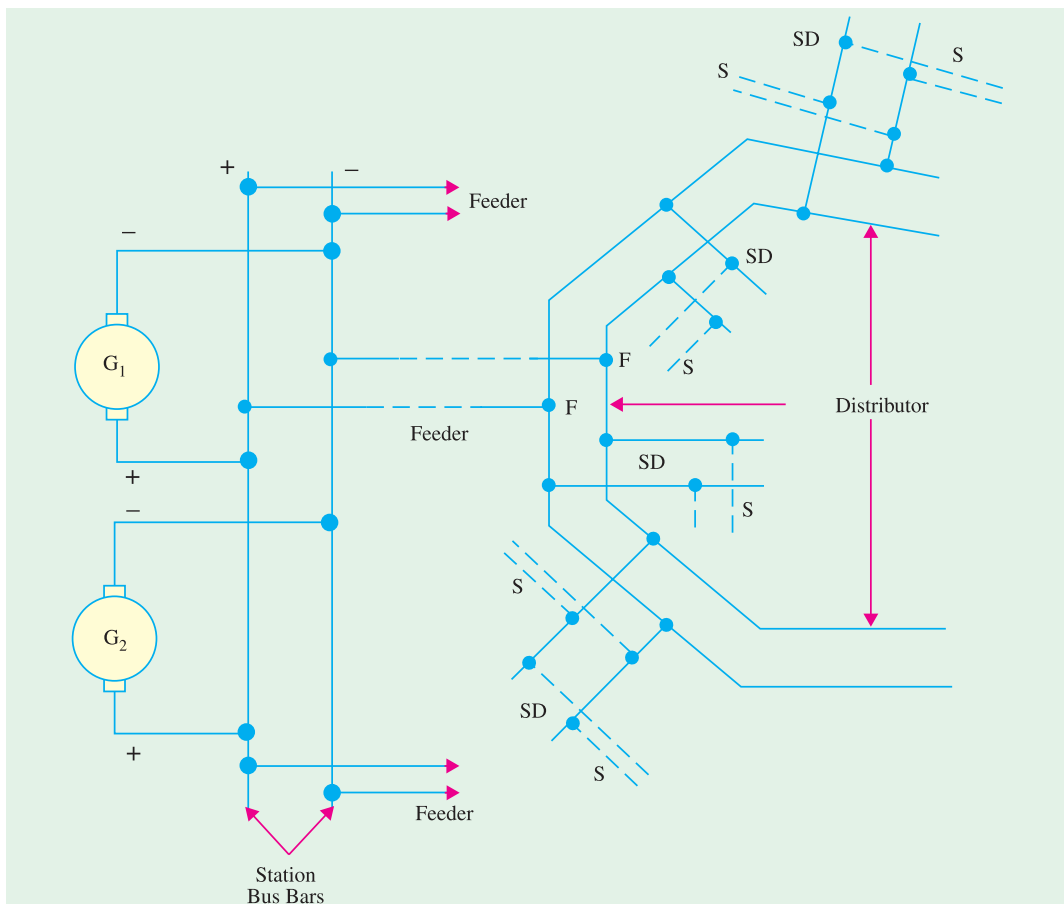 SD
S
S
+
–
Feeder
–
SD
G1
F
S
F
Distributor
Feeder
SD
+
–
S
S
G2
SD
+
S
Feeder
Station
Bus Bars